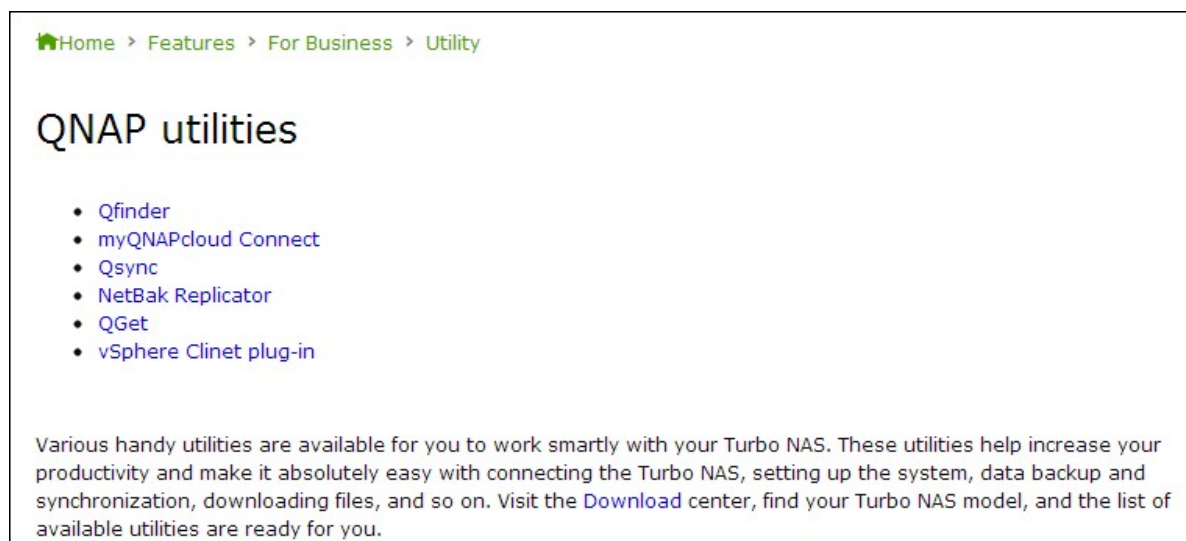 Home > Features > For Business > Utility
QNAP utilities
• Qfinder
• myQNAPcloud Connect
• Qsync
• NetBak Replicator
• QGet
• vSphere Clinet plug-in
Various handy utilities are available for you to work smartly with your Turbo NAS. These utilities help increase your
productivity and make it absolutely easy with connecting the Turbo NAS, setting up the system, data backup and
synchronization, downloading files, and so on. Visit the Download center, find your Turbo NAS model, and the list of
available utilities are ready for you.